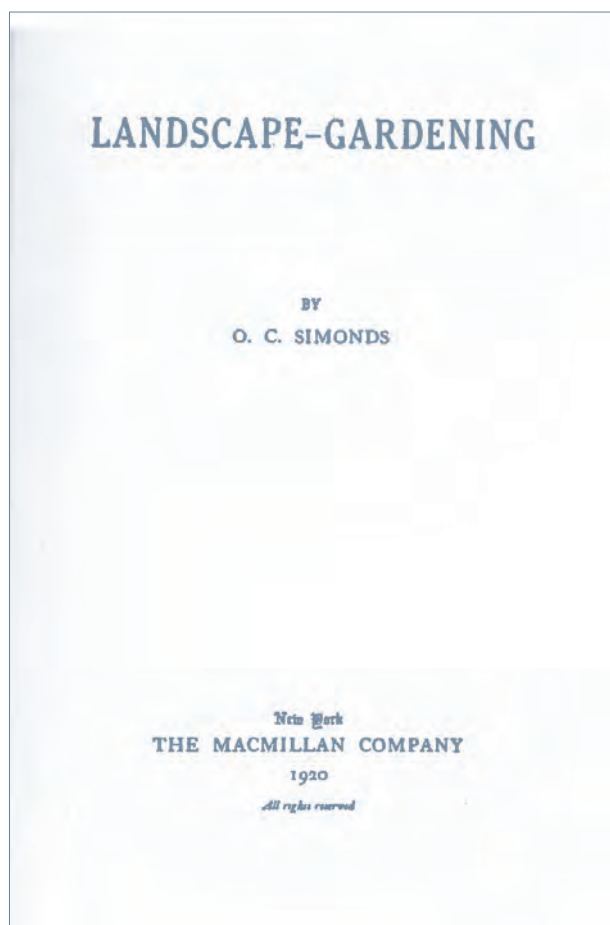 LANDSCAPE-GARDENING
BY
O. C. SIMONDS
New York
THE MACMILLAN COMPANY
1920
All rights reserved